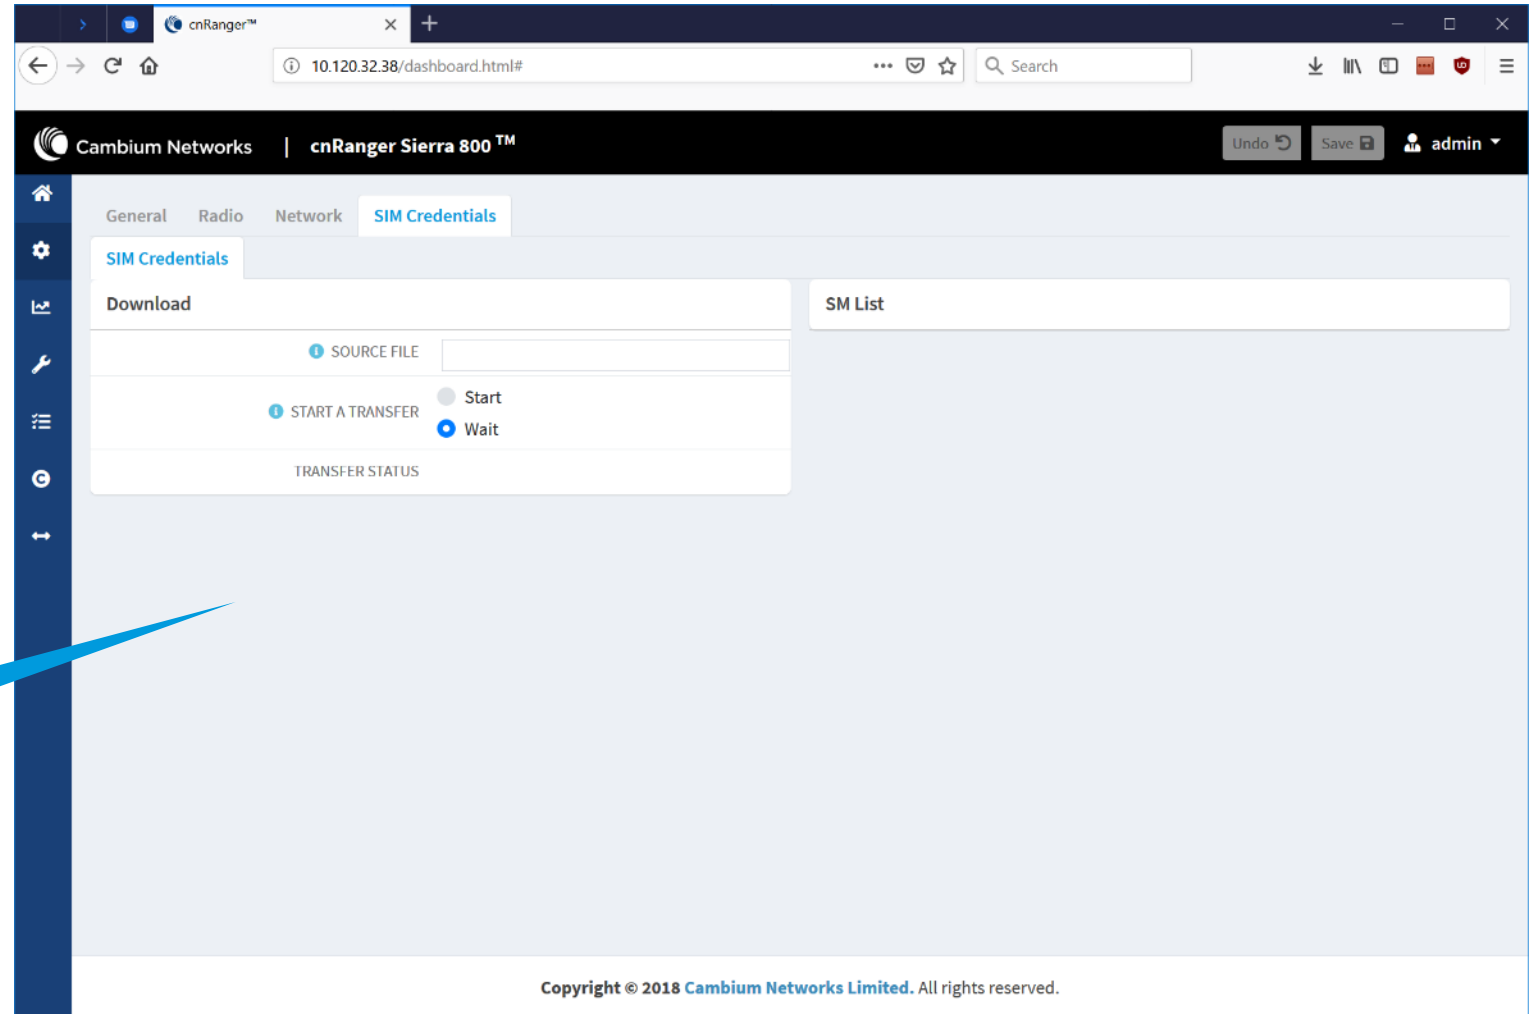 cnRanger™
10.120.32.38/dashboard.html#
Search
Cambium Networks | cnRanger Sierra 800 TM
Undo
Save
admin
General Radio Network SIM Credentials
SIM Credentials
Download
SM List
SOURCE FILE
START A TRANSFER
Start
Wait
TRANSFER STATUS
Copyright © 2018 Cambium Networks Limited. All rights reserved.